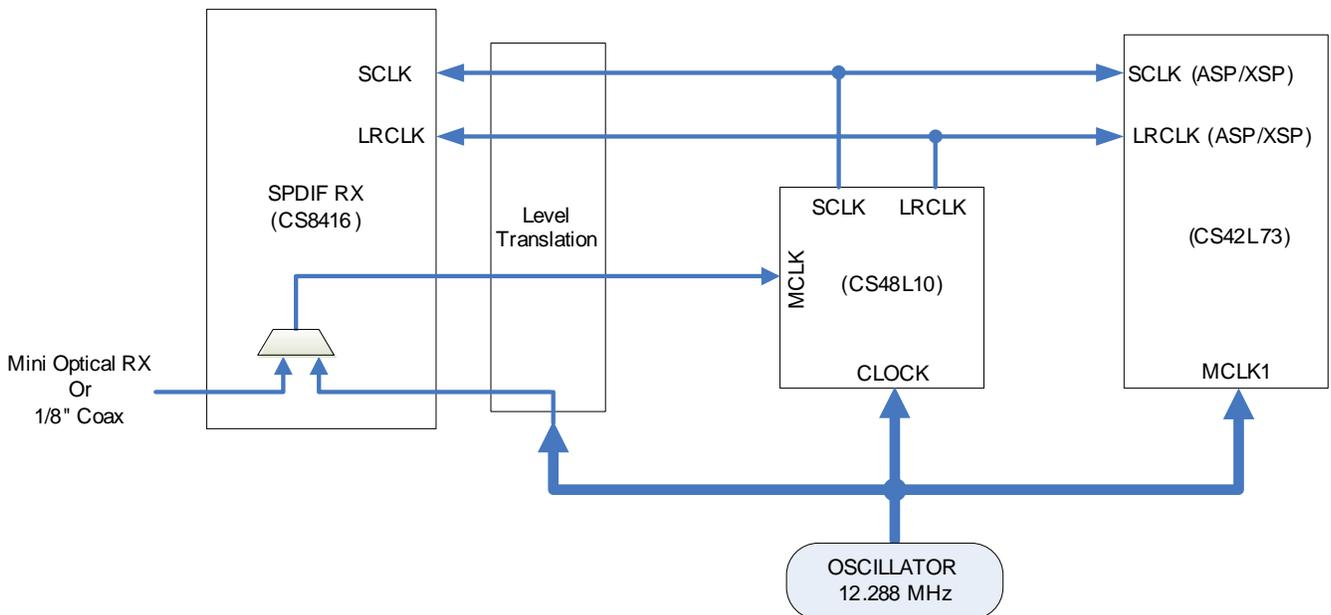 SCLK
LRCLK
SPDIF RX
(CS8416)
Mini Optical RX
Or
1/8" Coax
Level
Translation
SCLK LRCLK
MCLK
(CS48L10)
CLOCK
SCLK (ASP/XSP)
LRCLK (ASP/XSP)
(CS42L73)
MCLK1
OSCILLATOR
12.288 MHz